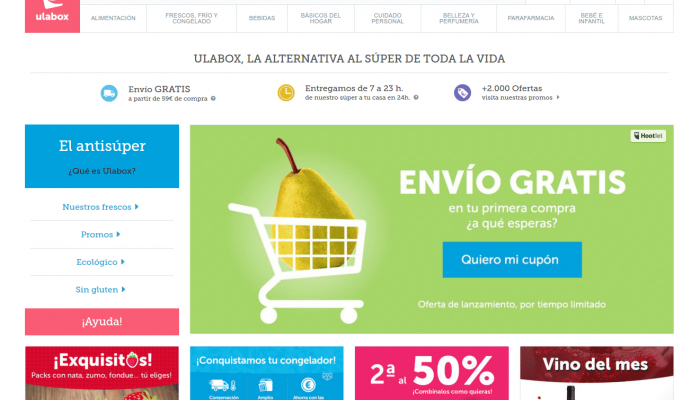 ulabox
ALIMENTACIÓN
FRESCOS, FRÍO Y
CONGELADO
BEBIDAS
BÁSICOS DEL
HOGAR
CUIDADO
PERSONAL
BELLEZA Y
PERFUMERÍA
PARAFARMACIA
BEBÉ E
INFANTIL
MASCOTAS
ULABOX, LA ALTERNATIVA AL SÚPER DE TODA LA VIDA
Envío GRATIS
a partir de 59€ de compra
Entregamos de 7 a 23 h.
de nuestro súper a tu casa en 24h.
+2.000 Ofertas
visita nuestras promos
El antisúper
¿Qué es Ulabox?
Nuestros frescos
Promos
Ecológico
Sin gluten
¡Ayuda!
Hootlet
ENVÍO GRATIS
en tu primera compra
¿a qué esperas?
Quiero mi cupón
Oferta de lanzamiento, por tiempo limitado
¡Exquisitos!
Packs con nata, zumo, fondue... tú eliges!
¡Conquistamos tu congelador!
Conservación
Amplia
Ahorra con las
2ª al 50%
¡Combínalos como quieras!
Vino del mes